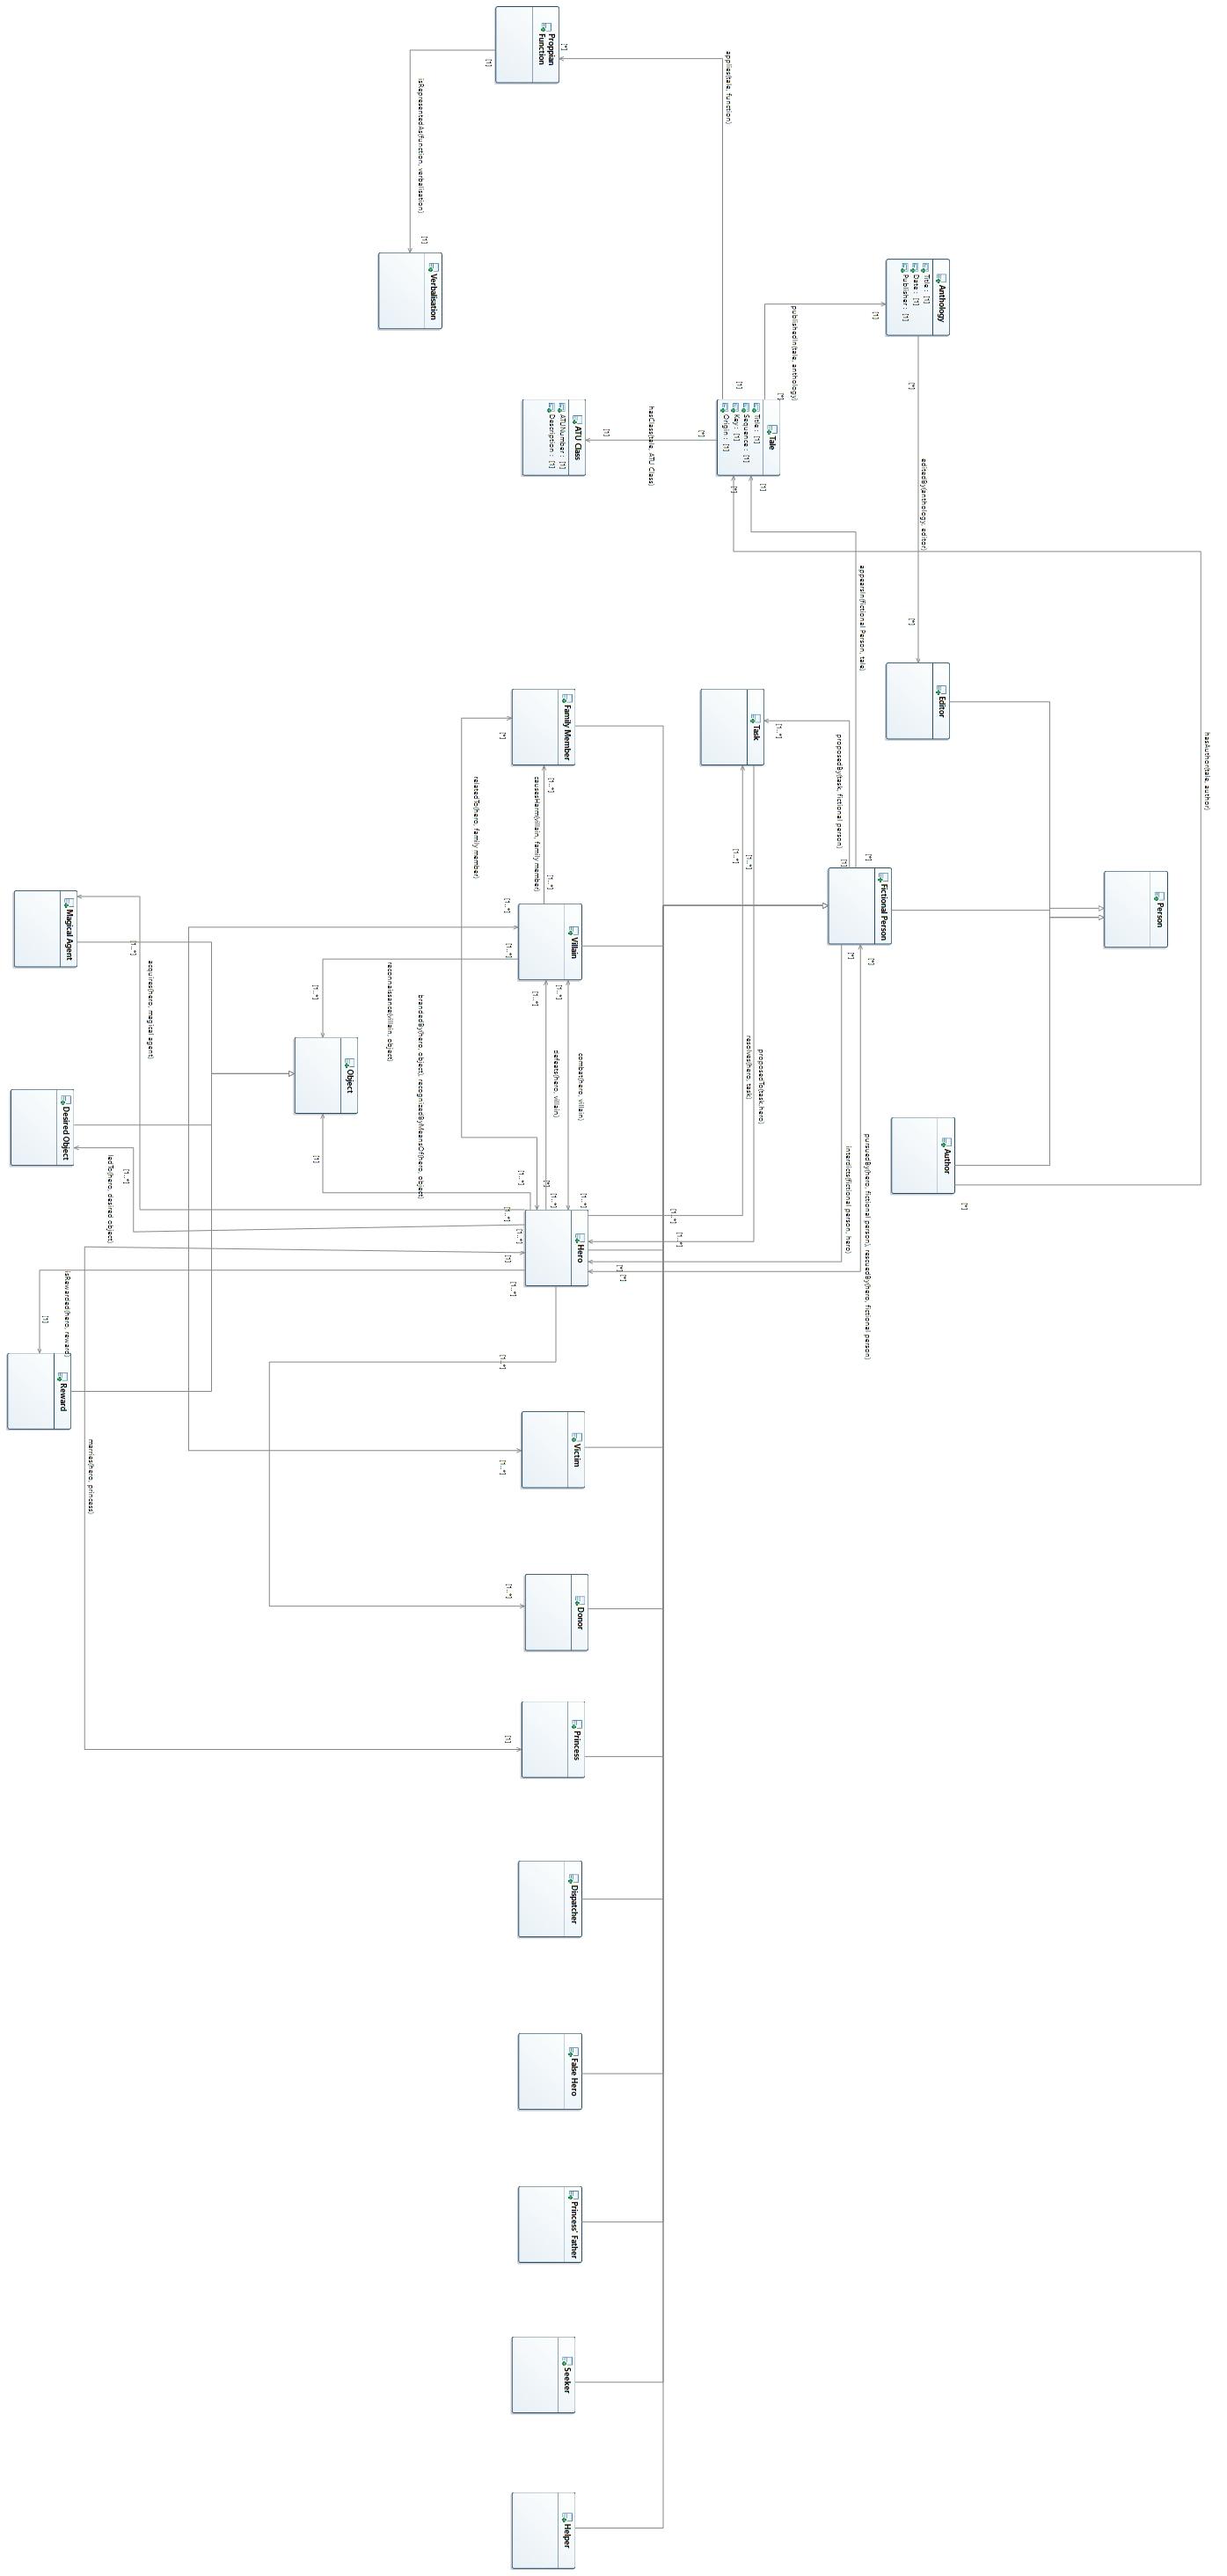 Person
hasAuthor(tale, author)
Anthology
Title : [1]
Date : [1]
Publisher : [1]
[*]
editedBy(anthology, editor)
[*]
Editor
Author
[*]
[1]
publishedIn(tale, anthology)
[*]
Tale
Title : [1]
Sequence : [1]
Key : [1]
Origin : [1]
[1]
[*]
appearsIn(fictional Person, tale)
[*]
Fictional Person
[*]
[*]
pursuedBy(hero, fictional person), rescuedBy(hero, fictional person)
interdicts(fictional person, hero)
[1]
proposedBy(task, fictional person)
[1..*]
Task
proposedTo(task,hero)
resolves(hero, task)
[1..*]
[1..*]
[1..*]
[1..*]
[*]
[*]
[1]
appliesto(tale, function)
[*]
Proppian
Function
[1]
isRepresentedAs(function, verbalisation)
[1]
Verbalisation
[*]
hasClass(tale, ATU Class)
[1]
ATU Class
ATUNumber : [1]
Description : [1]
Family Member
[*]
[1..*]
causesHarm(villain, family member)
[1..*]
relatedTo(hero, family member)
Villain
[1..*]
[1..*]
[1..*]
[1..*]
combat(hero, villain)
defeats(hero, villain)
[1..*]
[1..*]
[*]
[1..*]
Hero
[1..*]
[1..*]
[1]
[1..*]
brandedBy(hero, object), recognizedByMeansOf(hero, object)
reconnaissance(villain, object)
[1..*]
Object
[1]
Magical Agent
[1..*]
acquires(hero, magical agent)
Desired Object
[1..*]
ledTo(hero, desired object)
isRewarded(hero, reward)
[1]
Reward
marries(hero, princess)
[1..*]
Victim
[1..*]
Donor
[1..*]
Princess
[1]
Dispatcher
False Hero
Princess' Father
Seeker
Helper